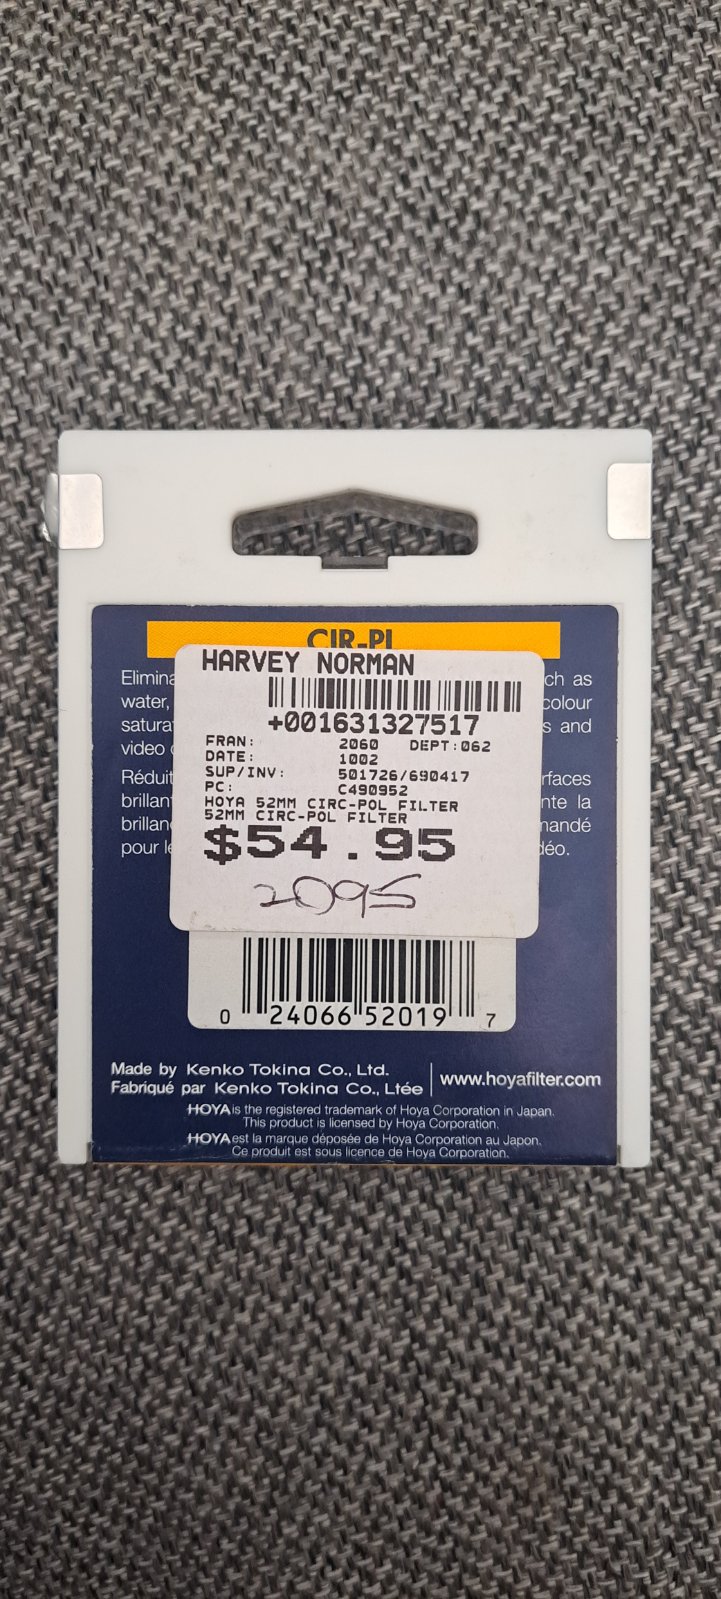 CIR-PL
HARVEY NORMAN
+001631327517
FRAN: 2060 DEPT:062
DATE: 1002
SUP/INV: 501726/690417
PC: C490952
HOYA 52MM CIRC-POL FILTER
52MM CIRC-POL FILTER
$54.95
2095
ch as
water, colour
s and
video
Réduit rfaces
brillant nte la
mandé
pour déo.
0 24066 52019 7
Made by Kenko Tokina Co., Ltd.
Fabriqué par Kenko Tokina Co., Ltée
www.hoyafilter.com
HOYA is the registered trademark of Hoya Corporation in Japan.
This product is licensed by Hoya Corporation.
HOYA est la marque déposée de Hoya Corporation au Japon.
Ce produit est sous licence de Hoya Corporation.